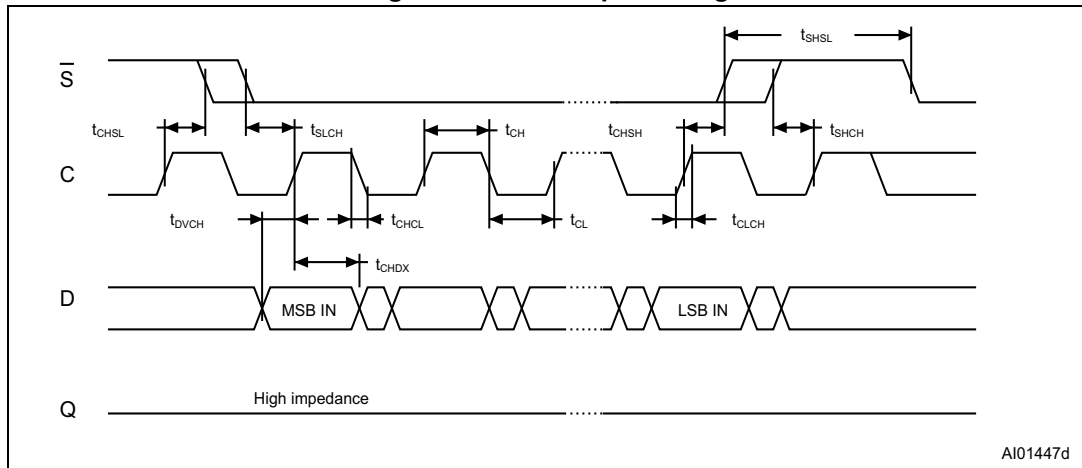 S
tSHSL
tCHSL
tSLCH
tCH
tCHSH
tSHCH
C
tDVCH
tCHCL
tCL
tCLCH
tCHDX
D
MSB IN
LSB IN
High impedance
Q
AI01447d